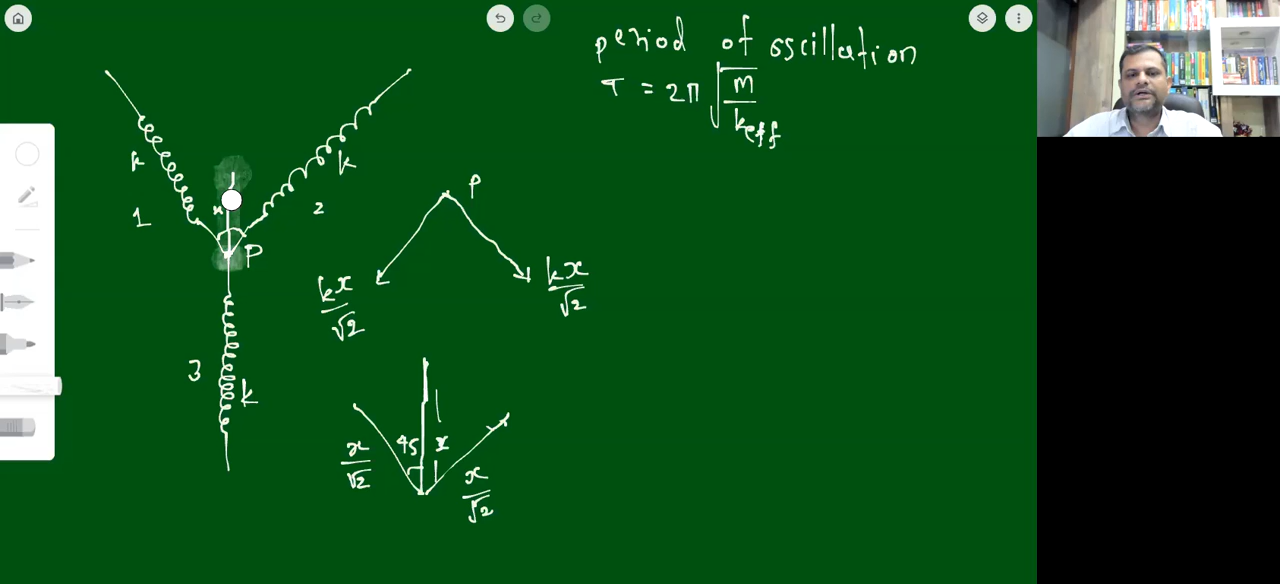 period of oscillation
T = 2π √(m/keff)
k
k
1
x
2
P
P
kx/√2
kx/√2
3
k
45
x
x/√2
x/√2